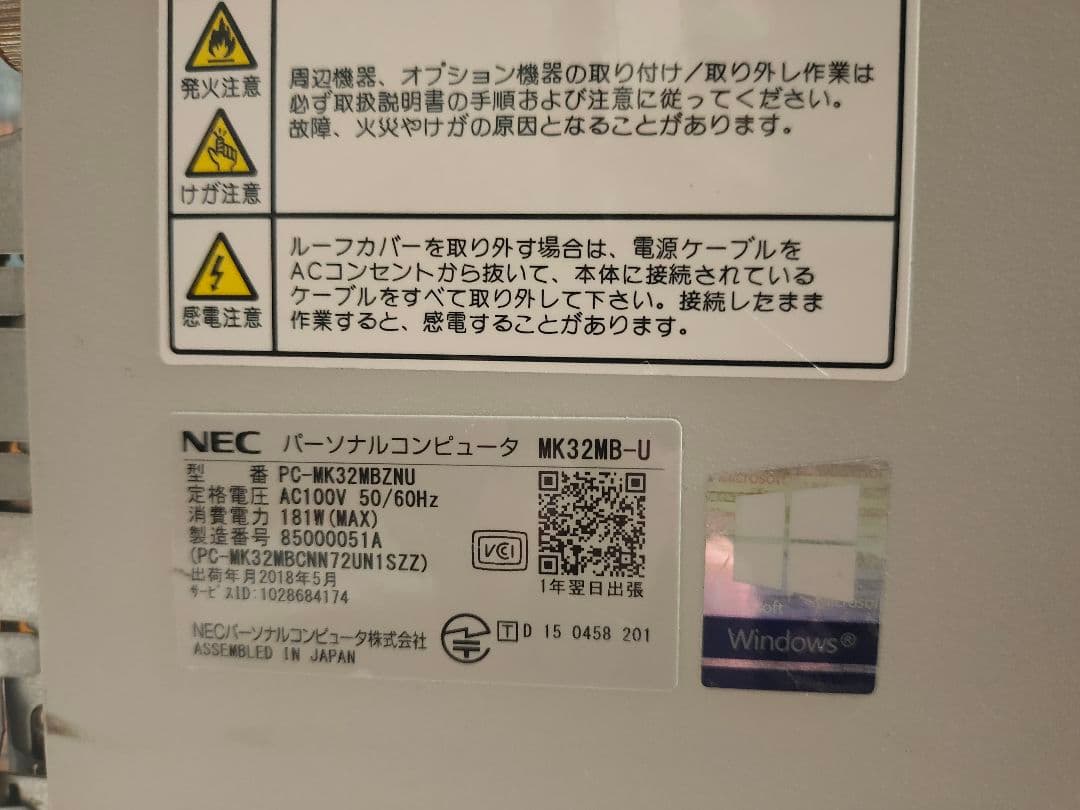 発火注意
周辺機器、オプション機器の取り付け/取り外し作業は
必ず取扱説明書の手順および注意に従ってください。
故障、火災やけがの原因となることがあります。
けが注意
ルーフカバーを取り外す場合は、電源ケーブルを
ACコンセントから抜いて、本体に接続されている
ケーブルをすべて取り外して下さい。接続したまま
作業すると、感電することがあります。
感電注意
NEC パーソナルコンピュータ MK32MB-U
型 番 PC-MK32MBZNU
定格電圧 AC100V 50/60Hz
消費電力 181W(MAX)
製造番号 85000051A
(PC-MK32MBCNN72UN1SZZ)
出荷年月2018年5月
サービスID:1028684174
VCI
1年翌日出張
NECパーソナルコンピュータ株式会社
ASSEMBLED IN JAPAN
T D 15 0458 201
Microsoft
Windows®